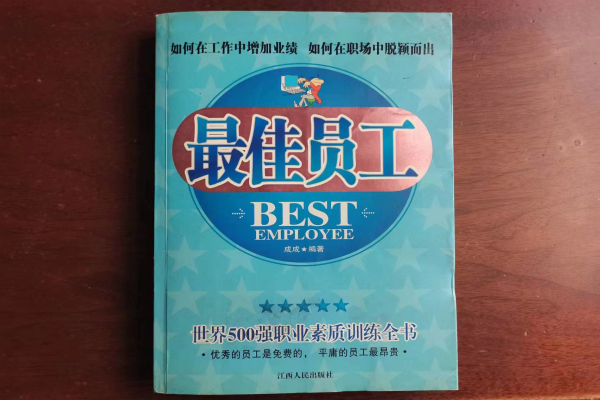 如何在工作中增加业绩 如何在职场中脱颖而出
最佳员工
BEST
EMPLOYEE
成成★编著
★★★★★
世界500强职业素质训练全书
·优秀的员工是免费的，平庸的员工最昂贵·
江西人民出版社